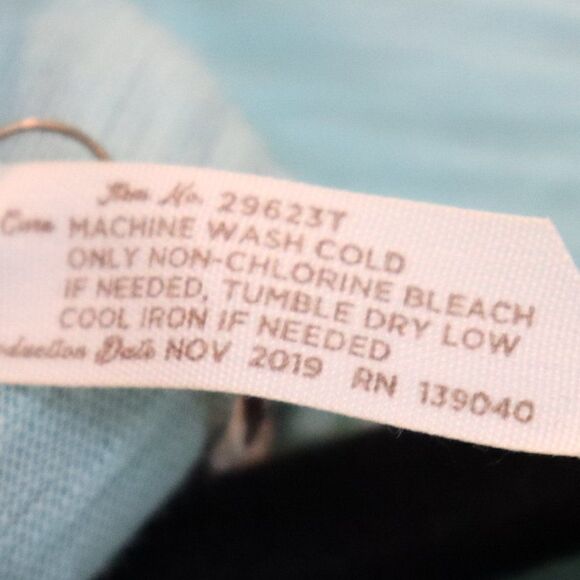 Item No. 29623T
Care MACHINE WASH COLD
ONLY NON-CHLORINE BLEACH
IF NEEDED, TUMBLE DRY LOW
COOL IRON IF NEEDED
oduction Date NOV 2019 RN 139040